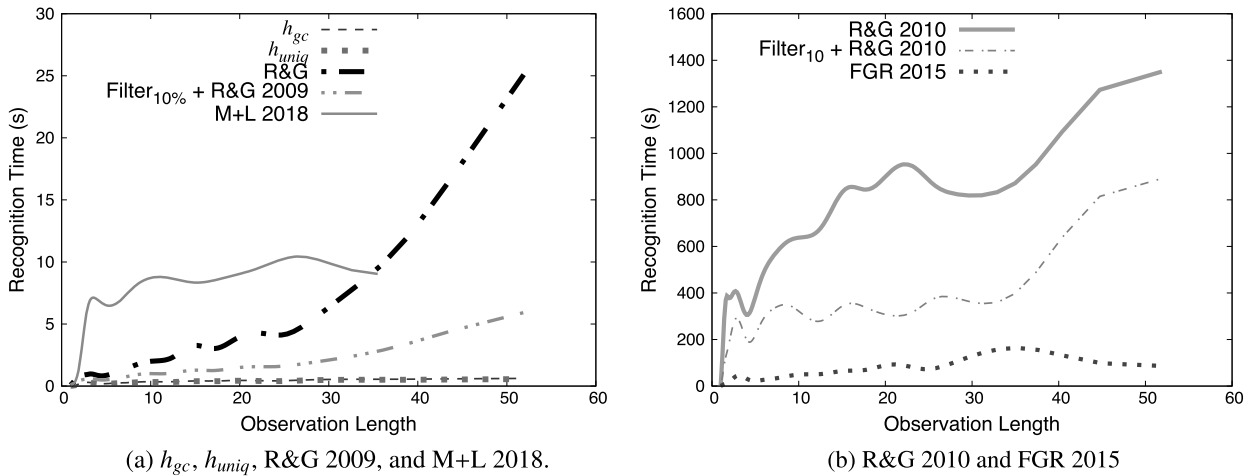 30
25
20
15
10
5
0
Recognition Time (s)
h_gc
h_uniq
R&G
Filter_10% + R&G 2009
M+L 2018
0 10 20 30 40 50 60
Observation Length
(a) h_gc, h_uniq, R&G 2009, and M+L 2018.
1600
1400
1200
1000
800
600
400
200
0
Recognition Time (s)
R&G 2010
Filter_10 + R&G 2010
FGR 2015
0 10 20 30 40 50 60
Observation Length
(b) R&G 2010 and FGR 2015